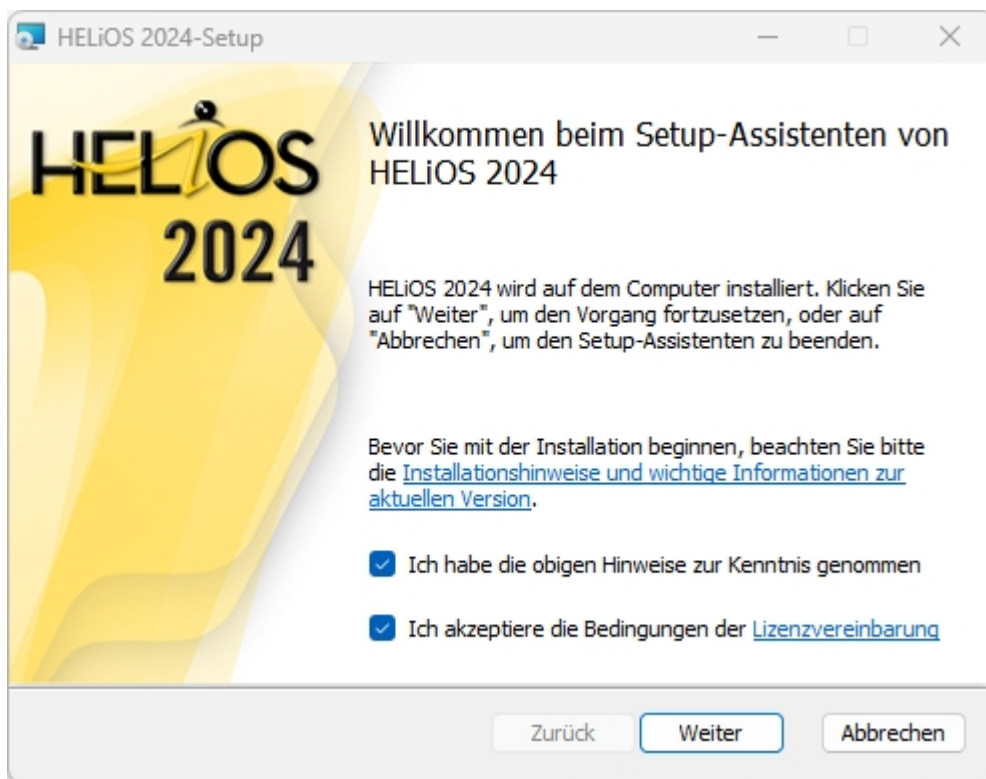 HELiOS 2024-Setup
HELiOS
2024
Willkommen beim Setup-Assistenten von
HELiOS 2024
HELiOS 2024 wird auf dem Computer installiert. Klicken Sie
auf "Weiter", um den Vorgang fortzusetzen, oder auf
"Abbrechen", um den Setup-Assistenten zu beenden.
Bevor Sie mit der Installation beginnen, beachten Sie bitte
die Installationshinweise und wichtige Informationen zur
aktuellen Version.
Ich habe die obigen Hinweise zur Kenntnis genommen
Ich akzeptiere die Bedingungen der Lizenzvereinbarung
Zurück
Weiter
Abbrechen